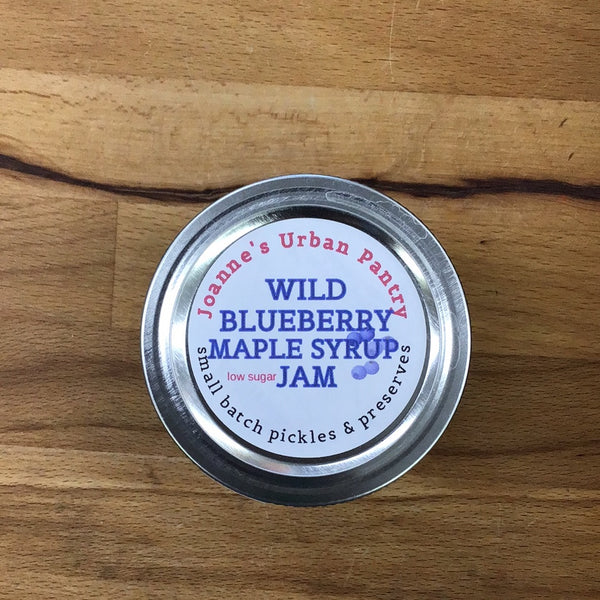 Joanne's Urban Pantry
WILD
BLUEBERRY
MAPLE SYRUP
low sugar JAM
small batch pickles & preserves